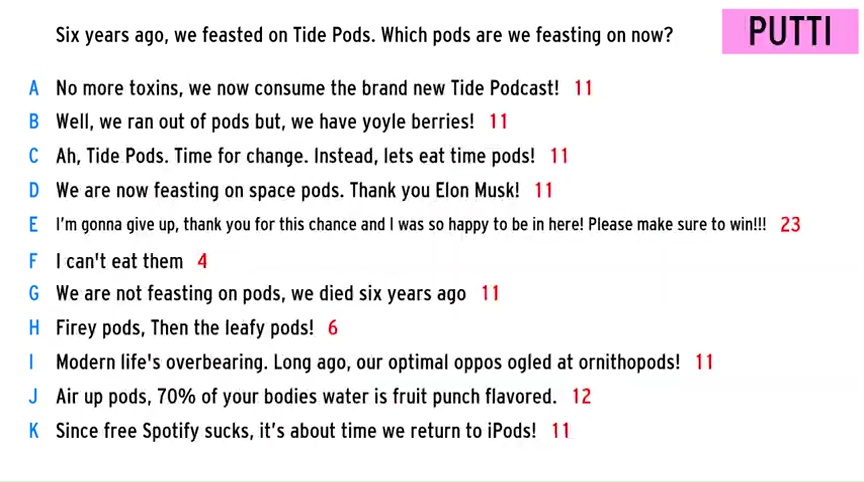 Six years ago, we feasted on Tide Pods. Which pods are we feasting on now?
PUTTI
A No more toxins, we now consume the brand new Tide Podcast! 11
B Well, we ran out of pods but, we have yoyle berries! 11
C Ah, Tide Pods. Time for change. Instead, lets eat time pods! 11
D We are now feasting on space pods. Thank you Elon Musk! 11
E I'm gonna give up, thank you for this chance and I was so happy to be in here! Please make sure to win!!! 23
F I can't eat them 4
G We are not feasting on pods, we died six years ago 11
H Firey pods, Then the leafy pods! 6
I Modern life's overbearing. Long ago, our optimal oppos ogled at ornithopods! 11
J Air up pods, 70% of your bodies water is fruit punch flavored. 12
K Since free Spotify sucks, it's about time we return to iPods! 11